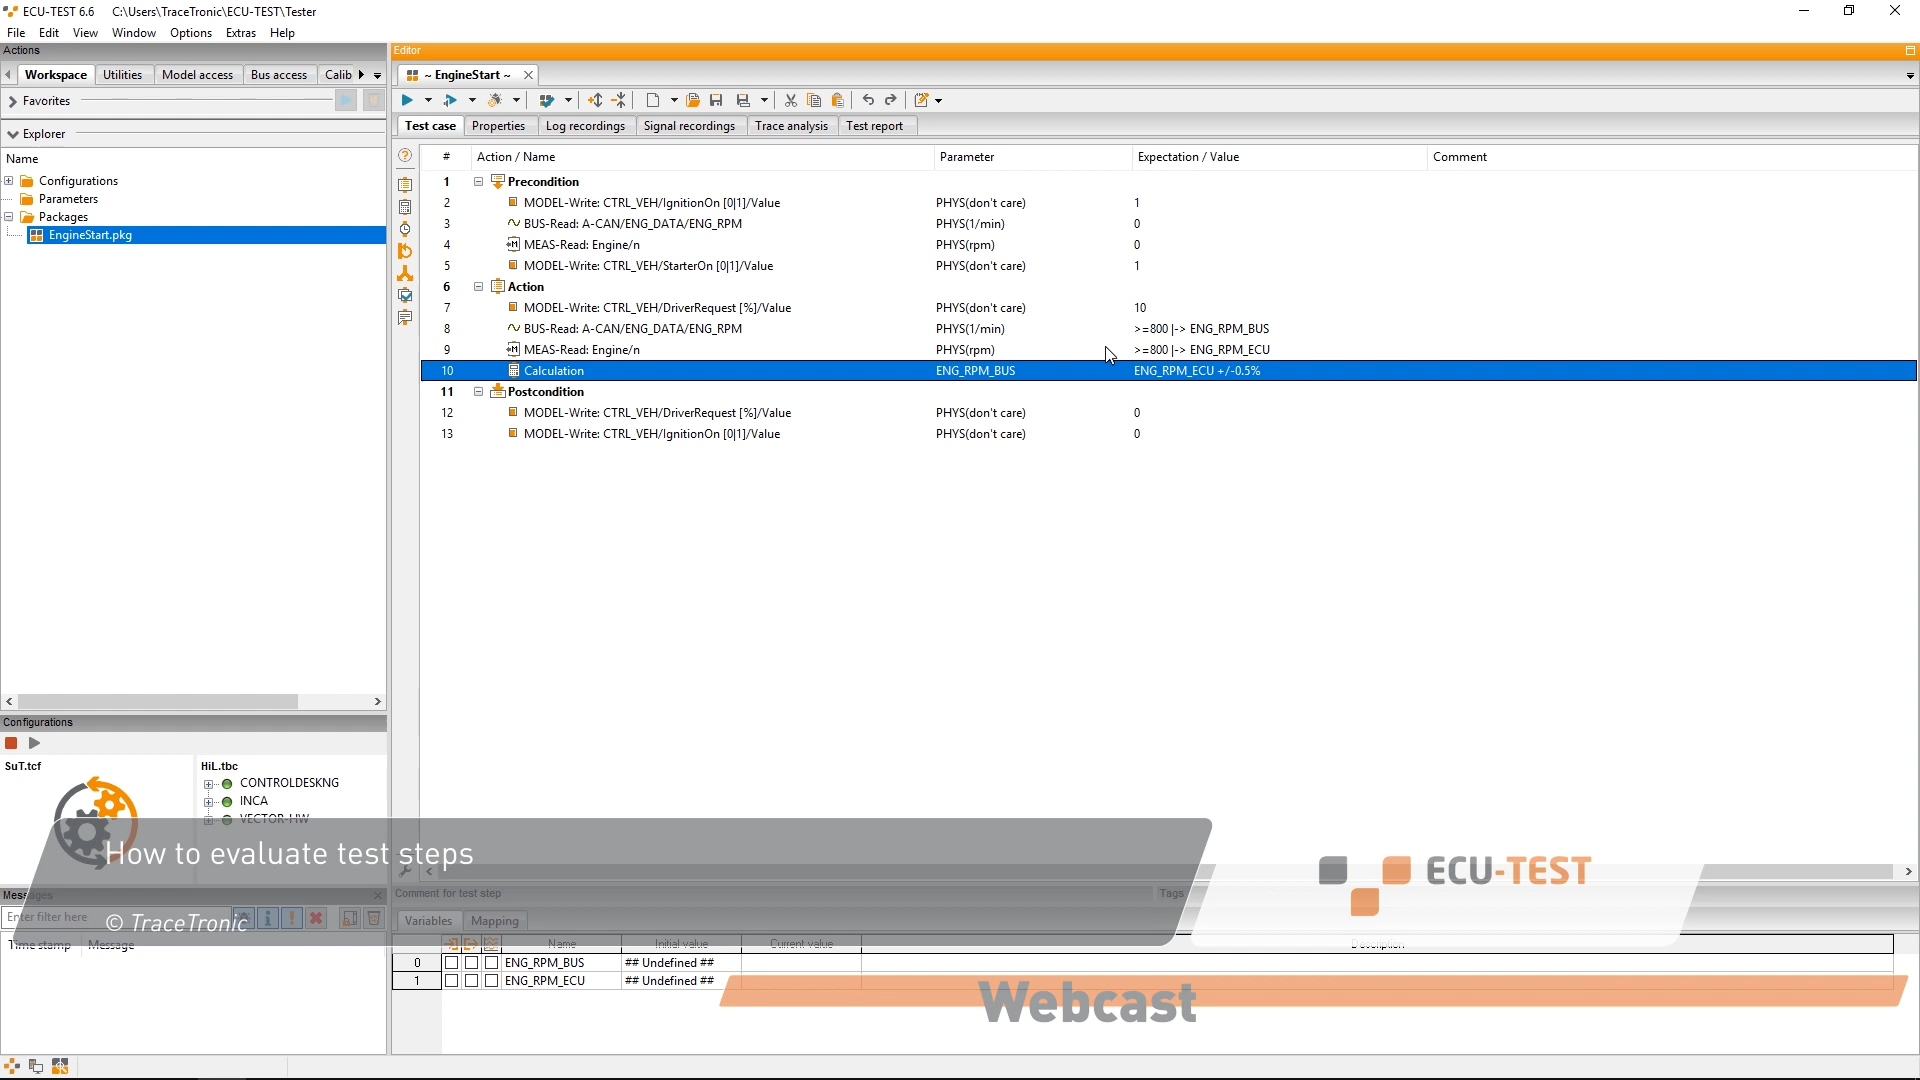 ECU-TEST 6.6 C:\Users\TraceTronic\ECU-TEST\Tester
File Edit View Window Options Extras Help
Actions
Workspace Utilities Model access Bus access Calib
Favorites
Explorer
Name
Configurations
Parameters
Packages
EngineStart.pkg
Editor
~ EngineStart ~
Test case Properties Log recordings Signal recordings Trace analysis Test report
# Action / Name Parameter Expectation / Value Comment
1 Precondition
2 MODEL-Write: CTRL_VEH/IgnitionOn [0|1]/Value PHYS(don't care) 1
3 BUS-Read: A-CAN/ENG_DATA/ENG_RPM PHYS(1/min) 0
4 MEAS-Read: Engine/n PHYS(rpm) 0
5 MODEL-Write: CTRL_VEH/StarterOn [0|1]/Value PHYS(don't care) 1
6 Action
7 MODEL-Write: CTRL_VEH/DriverRequest [%]/Value PHYS(don't care) 10
8 BUS-Read: A-CAN/ENG_DATA/ENG_RPM PHYS(1/min) >=800 |-> ENG_RPM_BUS
9 MEAS-Read: Engine/n PHYS(rpm) >=800 |-> ENG_RPM_ECU
10 Calculation ENG_RPM_BUS ENG_RPM_ECU +/-0.5%
11 Postcondition
12 MODEL-Write: CTRL_VEH/DriverRequest [%]/Value PHYS(don't care) 0
13 MODEL-Write: CTRL_VEH/IgnitionOn [0|1]/Value PHYS(don't care) 0
Configurations
SuT.tcf HiL.tbc
CONTROLDESKNG
INCA
VECTOR-HW
How to evaluate test steps
ECU-TEST
Messages
Enter filter here
© TraceTronic
Time stamp Message
Comment for test step Tags
Variables Mapping
Name Initial value Current value Description
0 ENG_RPM_BUS ## Undefined ##
1 ENG_RPM_ECU ## Undefined ##
Webcast